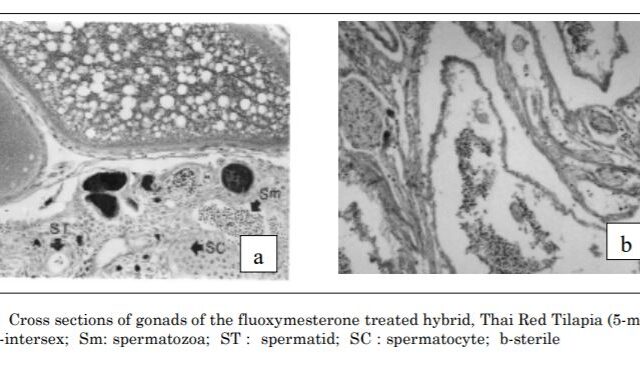 Sm
ST
SC
a
b
Cross sections of gonads of the fluoxymesterone treated hybrid, Thai Red Tilapia (5-m
-intersex; Sm: spermatozoa; ST : spermatid; SC : spermatocyte; b-sterile